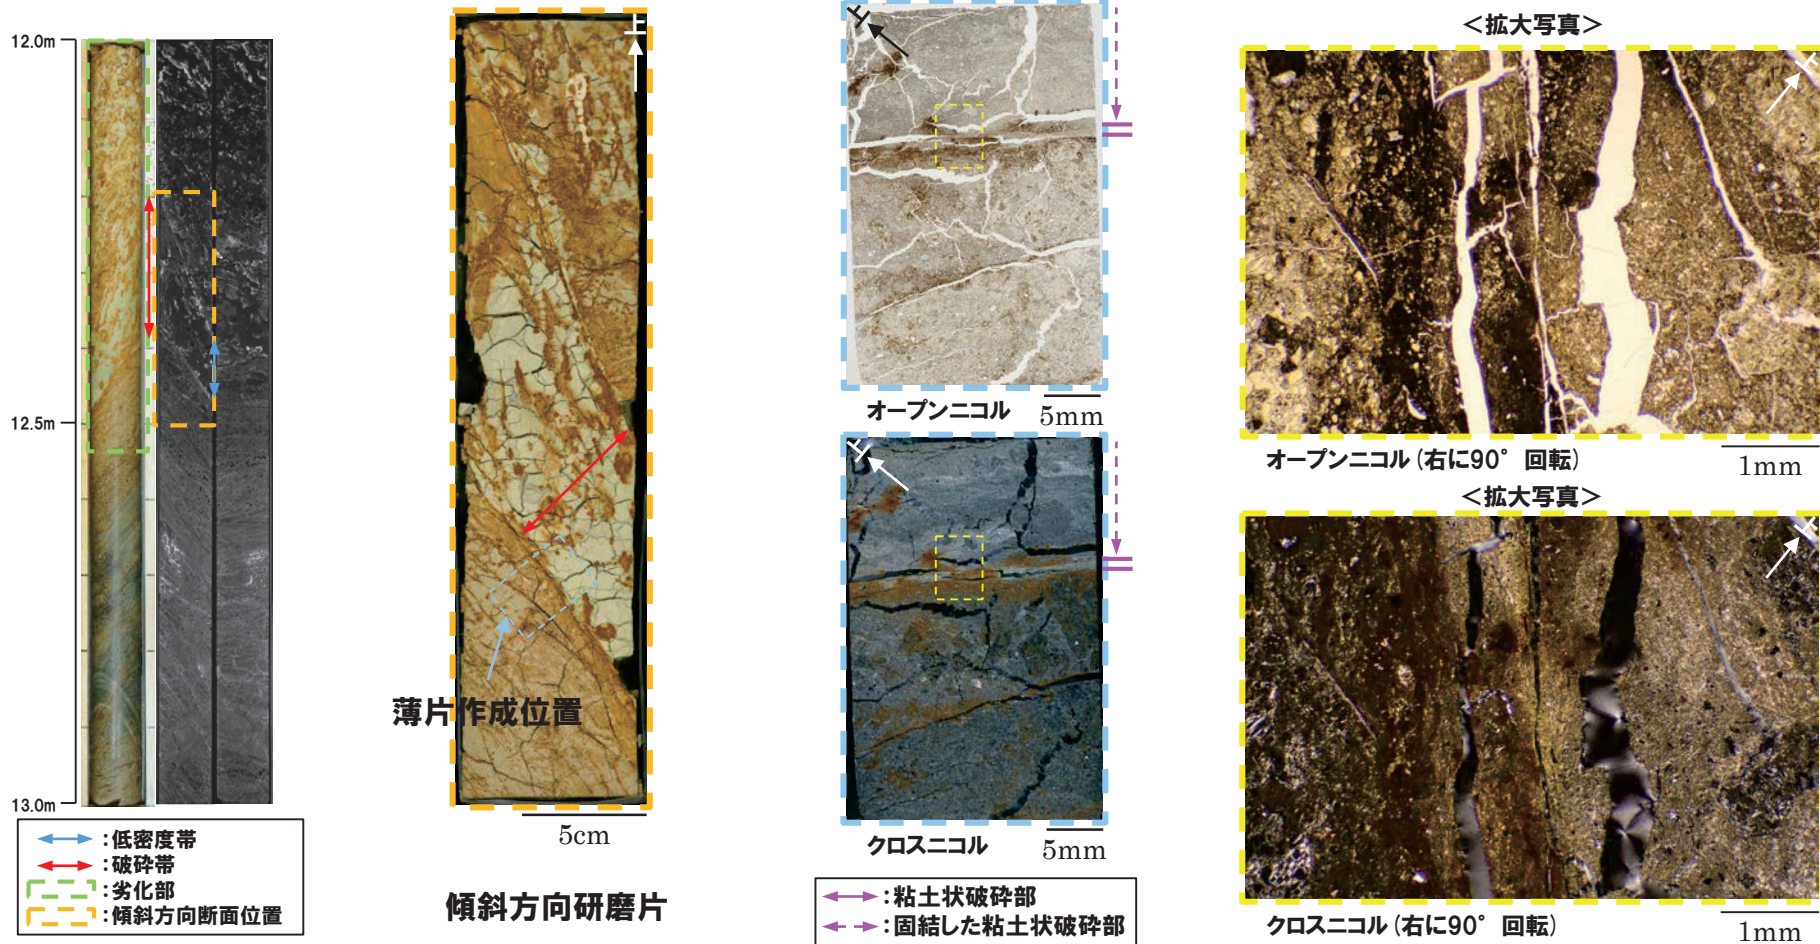 12.0m
12.5m
13.0m
:低密度帯
:破砕帯
:劣化部
:傾斜方向断面位置
上
薄片作成位置
5cm
傾斜方向研磨片
上
オープンニコル
5mm
上
クロスニコル
5mm
:粘土状破砕部
:固結した粘土状破砕部
<拡大写真>
上
オープンニコル (右に90° 回転)
1mm
<拡大写真>
上
クロスニコル (右に90° 回転)
1mm